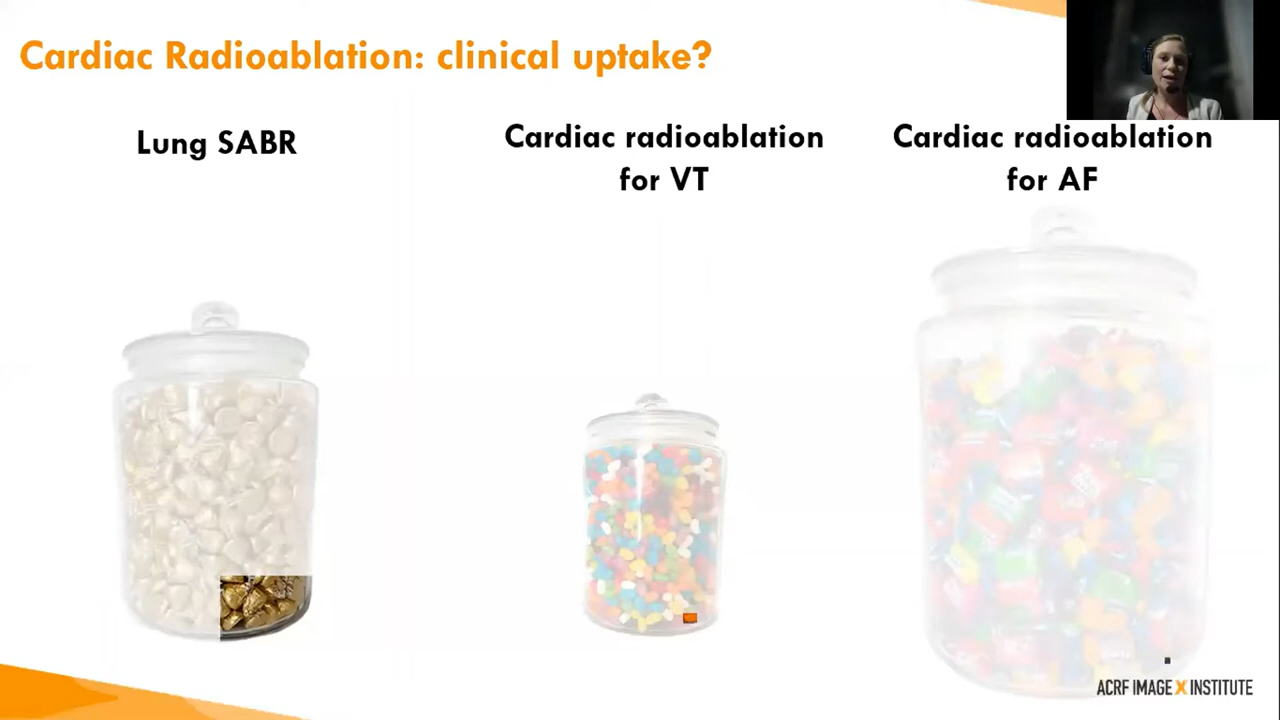 Cardiac Radioablation: clinical uptake?
Lung SABR
Cardiac radioablation
for VT
Cardiac radioablation
for AF
ACRF IMAGE X INSTITUTE